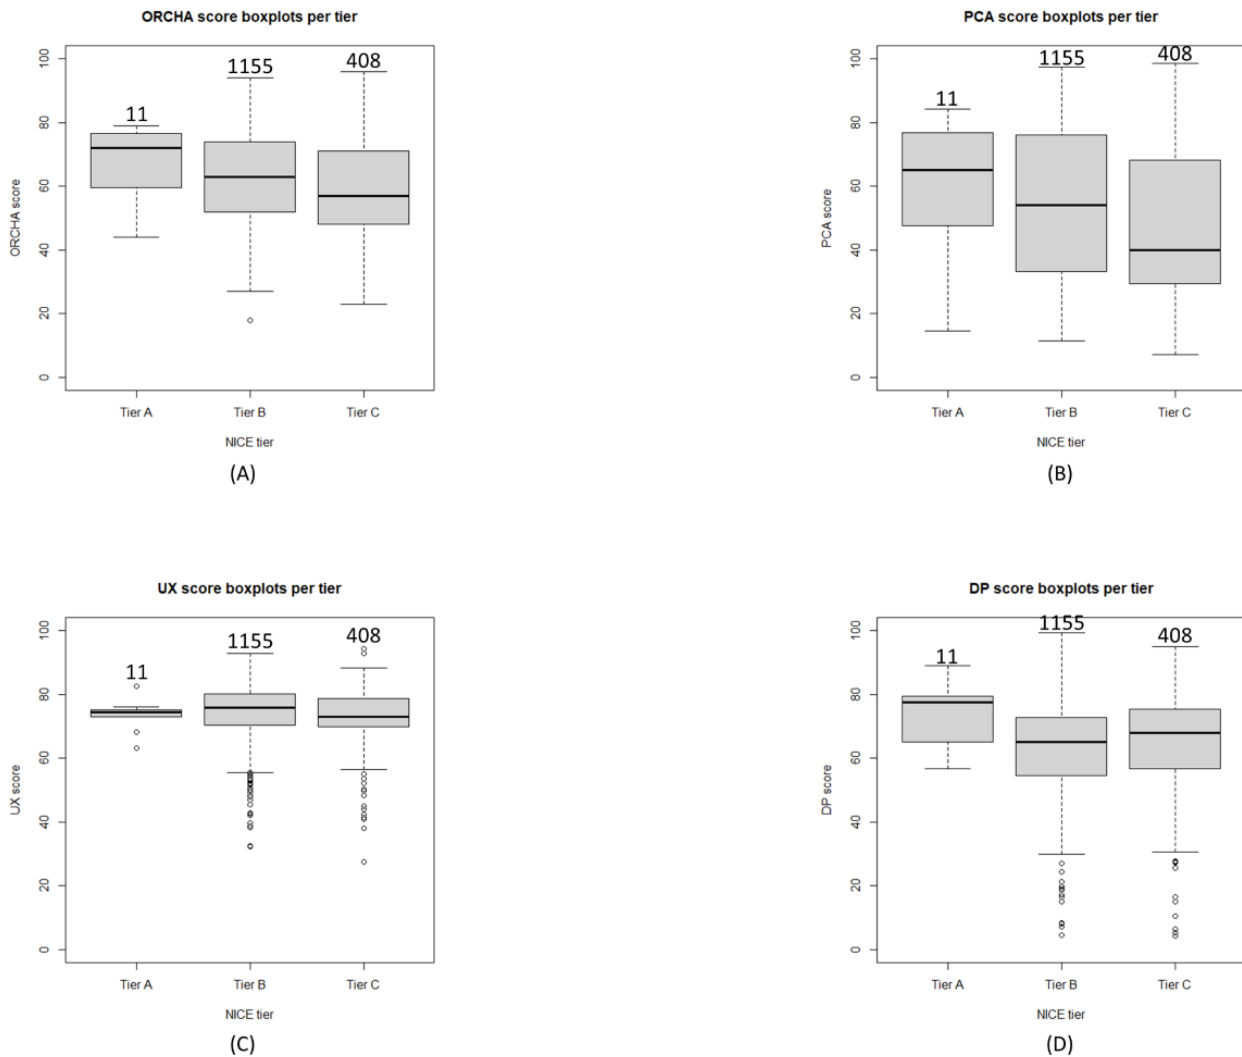 ORCHA score boxplots per tier
100
80
60
40
20
0
ORCHA score
11
1155
408
Tier A
Tier B
Tier C
NICE tier
(A)
PCA score boxplots per tier
100
80
60
40
20
0
PCA score
11
1155
408
Tier A
Tier B
Tier C
NICE tier
(B)
UX score boxplots per tier
100
80
60
40
20
0
UX score
11
1155
408
Tier A
Tier B
Tier C
NICE tier
(C)
DP score boxplots per tier
100
80
60
40
20
0
DP score
11
1155
408
Tier A
Tier B
Tier C
NICE tier
(D)